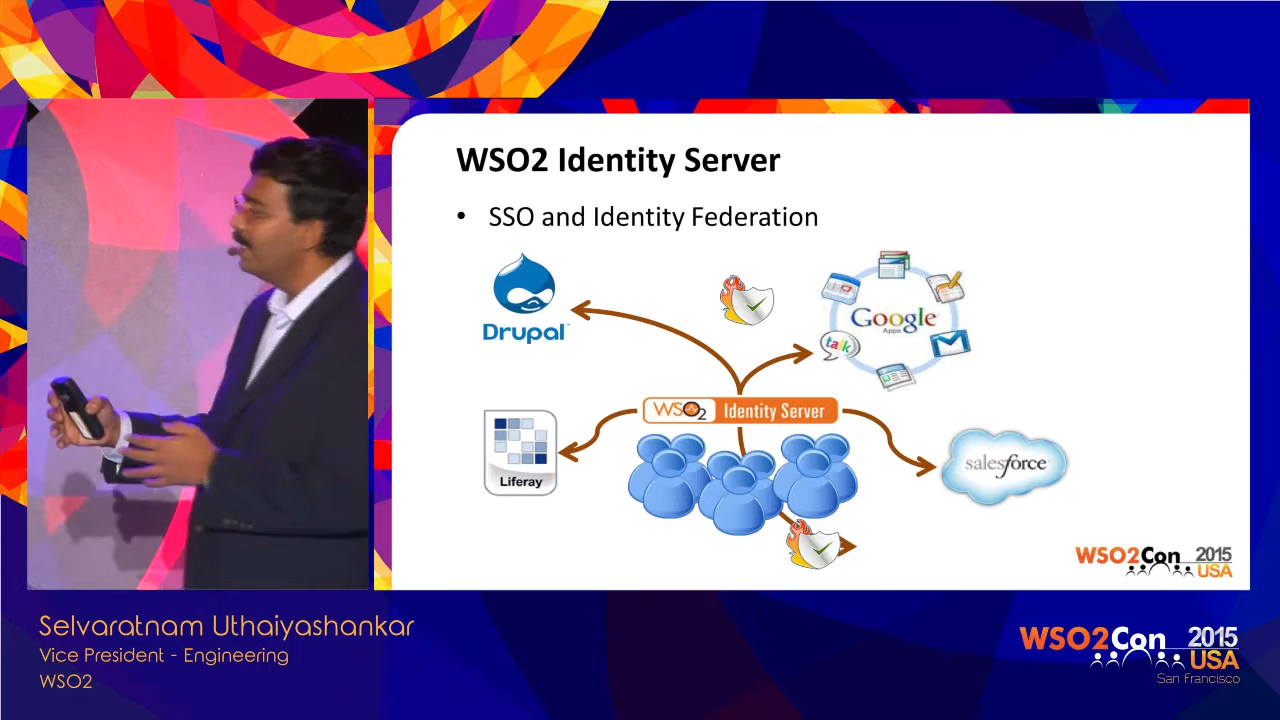 WSO2 Identity Server
• SSO and Identity Federation
Drupal
Google
Apps
talk
WSO2 Identity Server
Liferay
salesforce
WSO2Con 2015
USA
Selvaratnam Uthaiyashankar
Vice President - Engineering
WSO2
WSO2Con 2015
USA
San Francisco